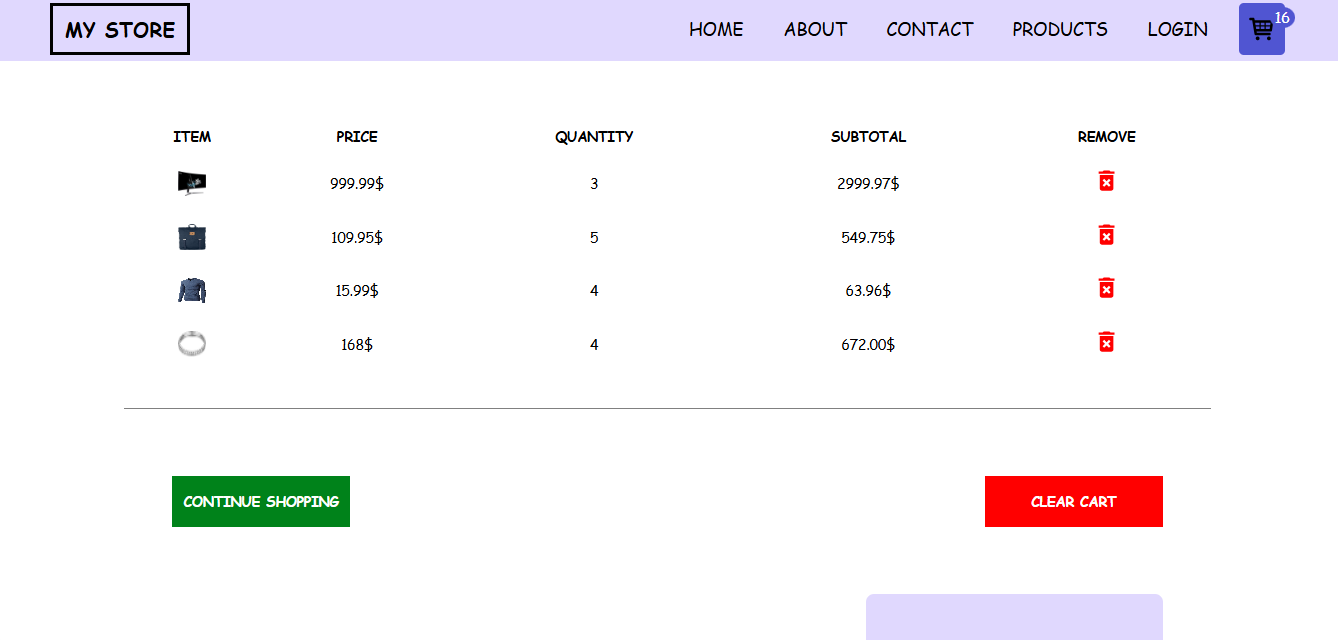 MY STORE HOME ABOUT CONTACT PRODUCTS LOGIN 16
ITEM PRICE QUANTITY SUBTOTAL REMOVE
999.99$ 3 2999.97$
109.95$ 5 549.75$
15.99$ 4 63.96$
168$ 4 672.00$
CONTINUE SHOPPING CLEAR CART